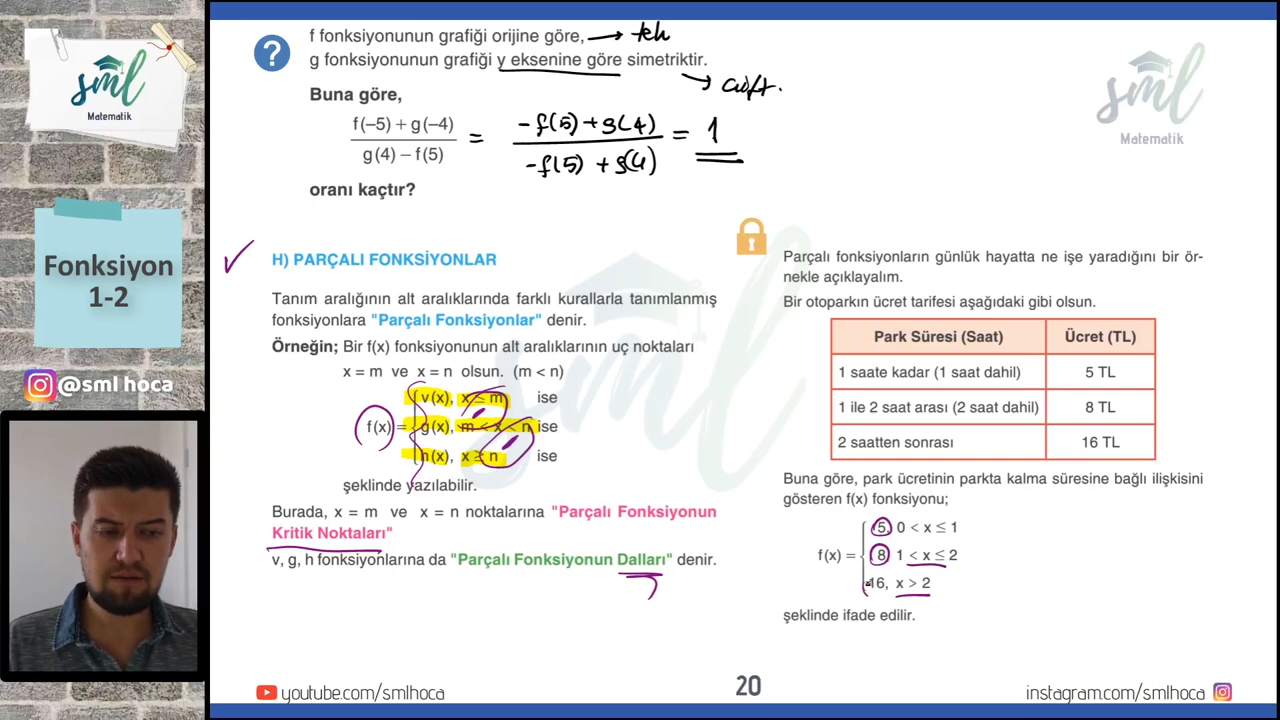 sml
Matematik
Fonksiyon
1-2
@sml hoca
f fonksiyonunun grafiği orijine göre, → tek
g fonksiyonunun grafiği y eksenine göre simetriktir.
→ çift.
?
Buna göre,
f(–5) + g(–4)
g(4) – f(5)
= -f(5) + g(4)
-f(5) + g(4)
= 1
oranı kaçtır?
sml
Matematik
H) PARÇALI FONKSİYONLAR
Tanım aralığının alt aralıklarında farklı kurallarla tanımlanmış
fonksiyonlara "Parçalı Fonksiyonlar" denir.
Örneğin; Bir f(x) fonksiyonunun alt aralıklarının uç noktaları
x = m ve x = n olsun. (m < n)
v(x), x ≤ m ise
f(x) = g(x), m < x < n ise
h(x), x ≥ n ise
şeklinde yazılabilir.
Burada, x = m ve x = n noktalarına "Parçalı Fonksiyonun
Kritik Noktaları"
v, g, h fonksiyonlarına da "Parçalı Fonksiyonun Dalları" denir.
Parçalı fonksiyonların günlük hayatta ne işe yaradığını bir ör-
nekle açıklayalım.
Bir otoparkın ücret tarifesi aşağıdaki gibi olsun.
Park Süresi (Saat) Ücret (TL)
1 saate kadar (1 saat dahil) 5 TL
1 ile 2 saat arası (2 saat dahil) 8 TL
2 saatten sonrası 16 TL
Buna göre, park ücretinin parkta kalma süresine bağlı ilişkisini
gösteren f(x) fonksiyonu;
5, 0 < x ≤ 1
f(x) = 8, 1 < x ≤ 2
16, x > 2
şeklinde ifade edilir.
youtube.com/smlhoca
20
instagram.com/smlhoca